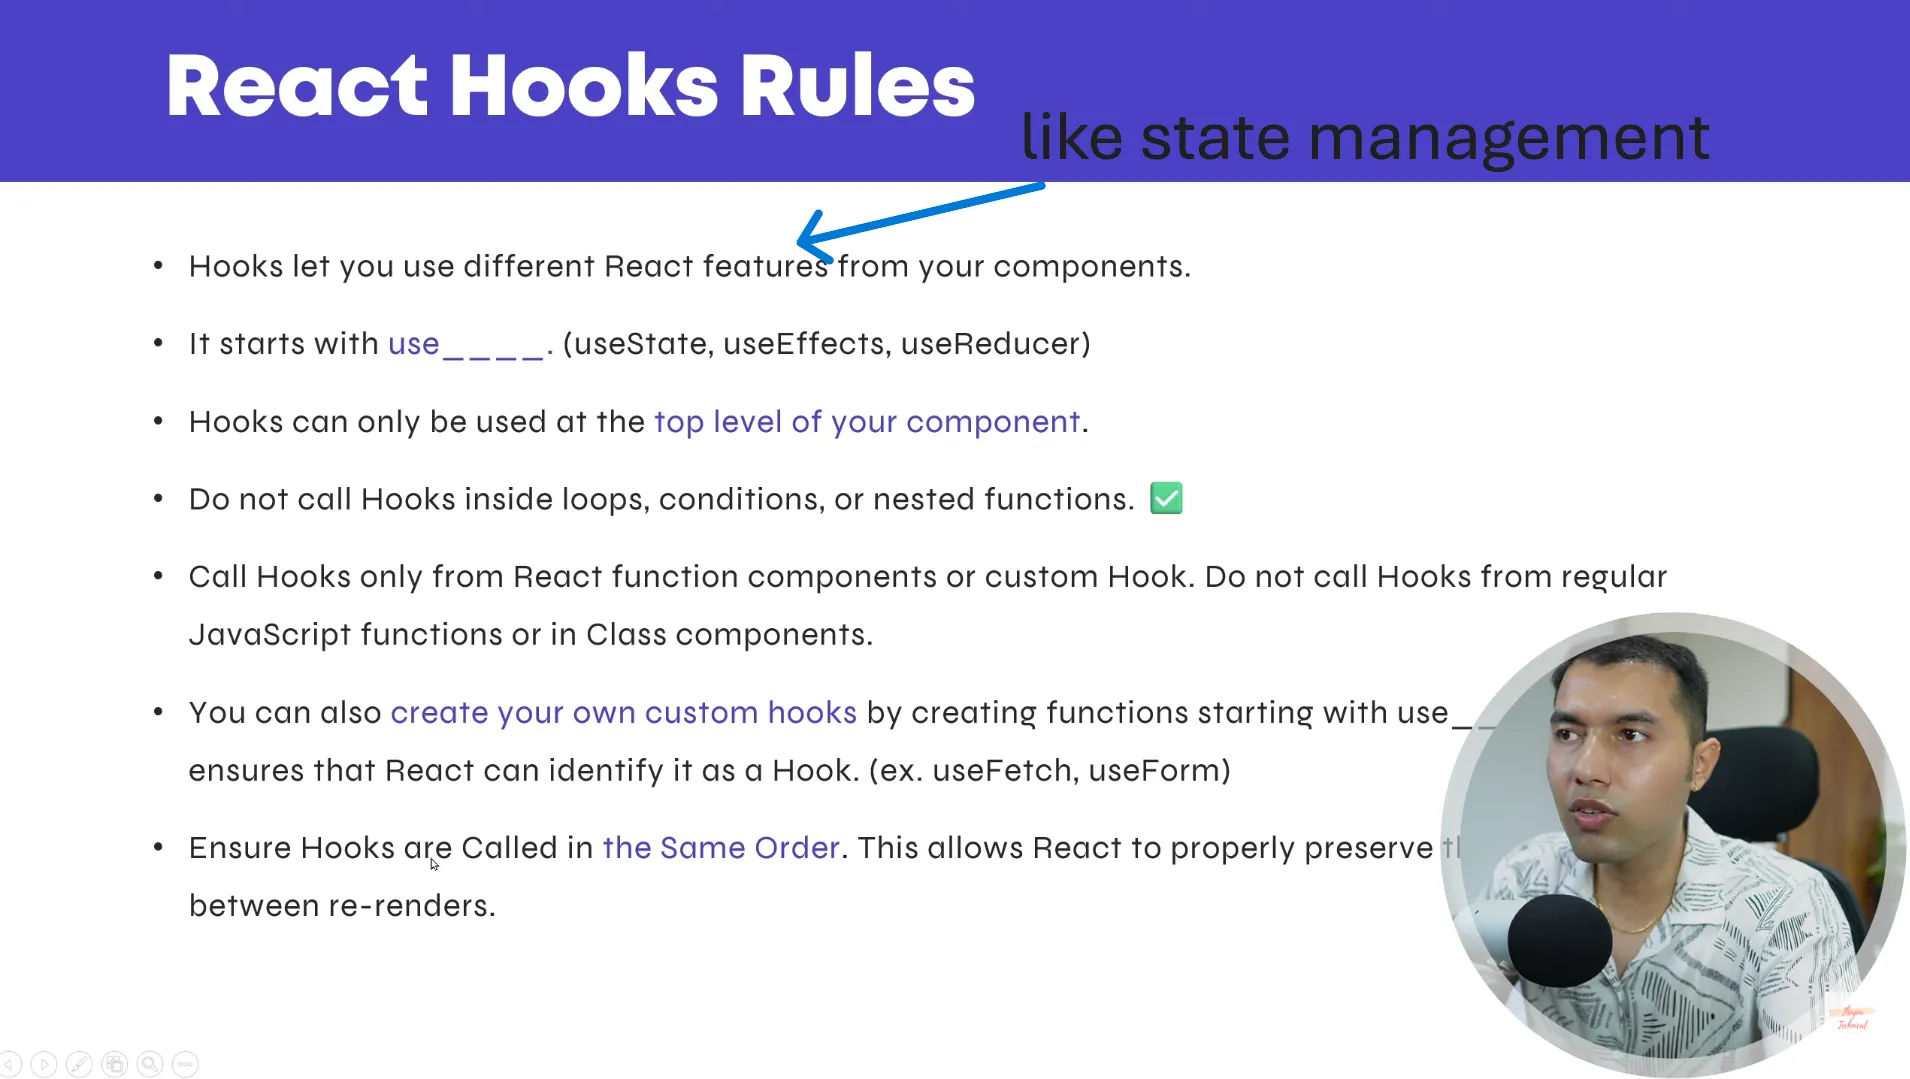 React Hooks Rules
like state management
• Hooks let you use different React features from your components.
• It starts with use____. (useState, useEffects, useReducer)
• Hooks can only be used at the top level of your component.
• Do not call Hooks inside loops, conditions, or nested functions. ✅
• Call Hooks only from React function components or custom Hook. Do not call Hooks from regular
JavaScript functions or in Class components.
• You can also create your own custom hooks by creating functions starting with use__
ensures that React can identify it as a Hook. (ex. useFetch, useForm)
• Ensure Hooks are Called in the Same Order. This allows React to properly preserve
between re-renders.
Technical